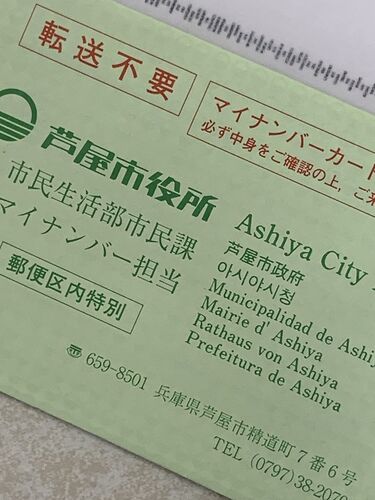 転送不要
マイナンバーカード
必ず中身をご確認の上，ご来
芦屋市役所
市民生活部市民課
マイナンバー担当
郵便区内特別
Ashiya City
芦屋市政府
아시야시청
Municipalidad de Ashiy
Mairie d' Ashiya
Rathaus von Ashiya
Prefeitura de Ashiya
〒 659-8501 兵庫県芦屋市精道町7番6号
TEL (0797)38-2070